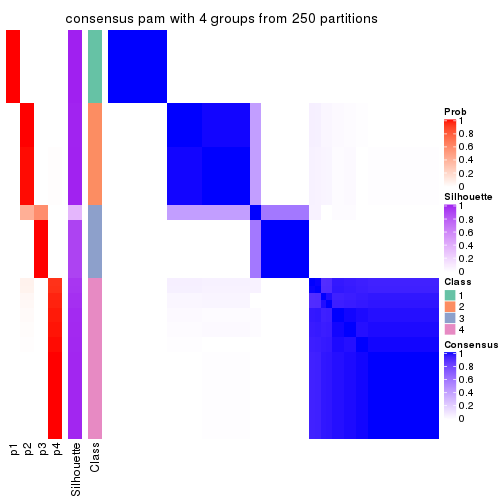 consensus pam with 4 groups from 250 partitions
Prob
1
0.8
0.6
0.4
0.2
0
Silhouette
1
0.8
0.6
0.4
0.2
0
Class
1
2
3
4
Consensus
1
0.8
0.6
0.4
0.2
0
p1
p2
p3
p4
Silhouette
Class